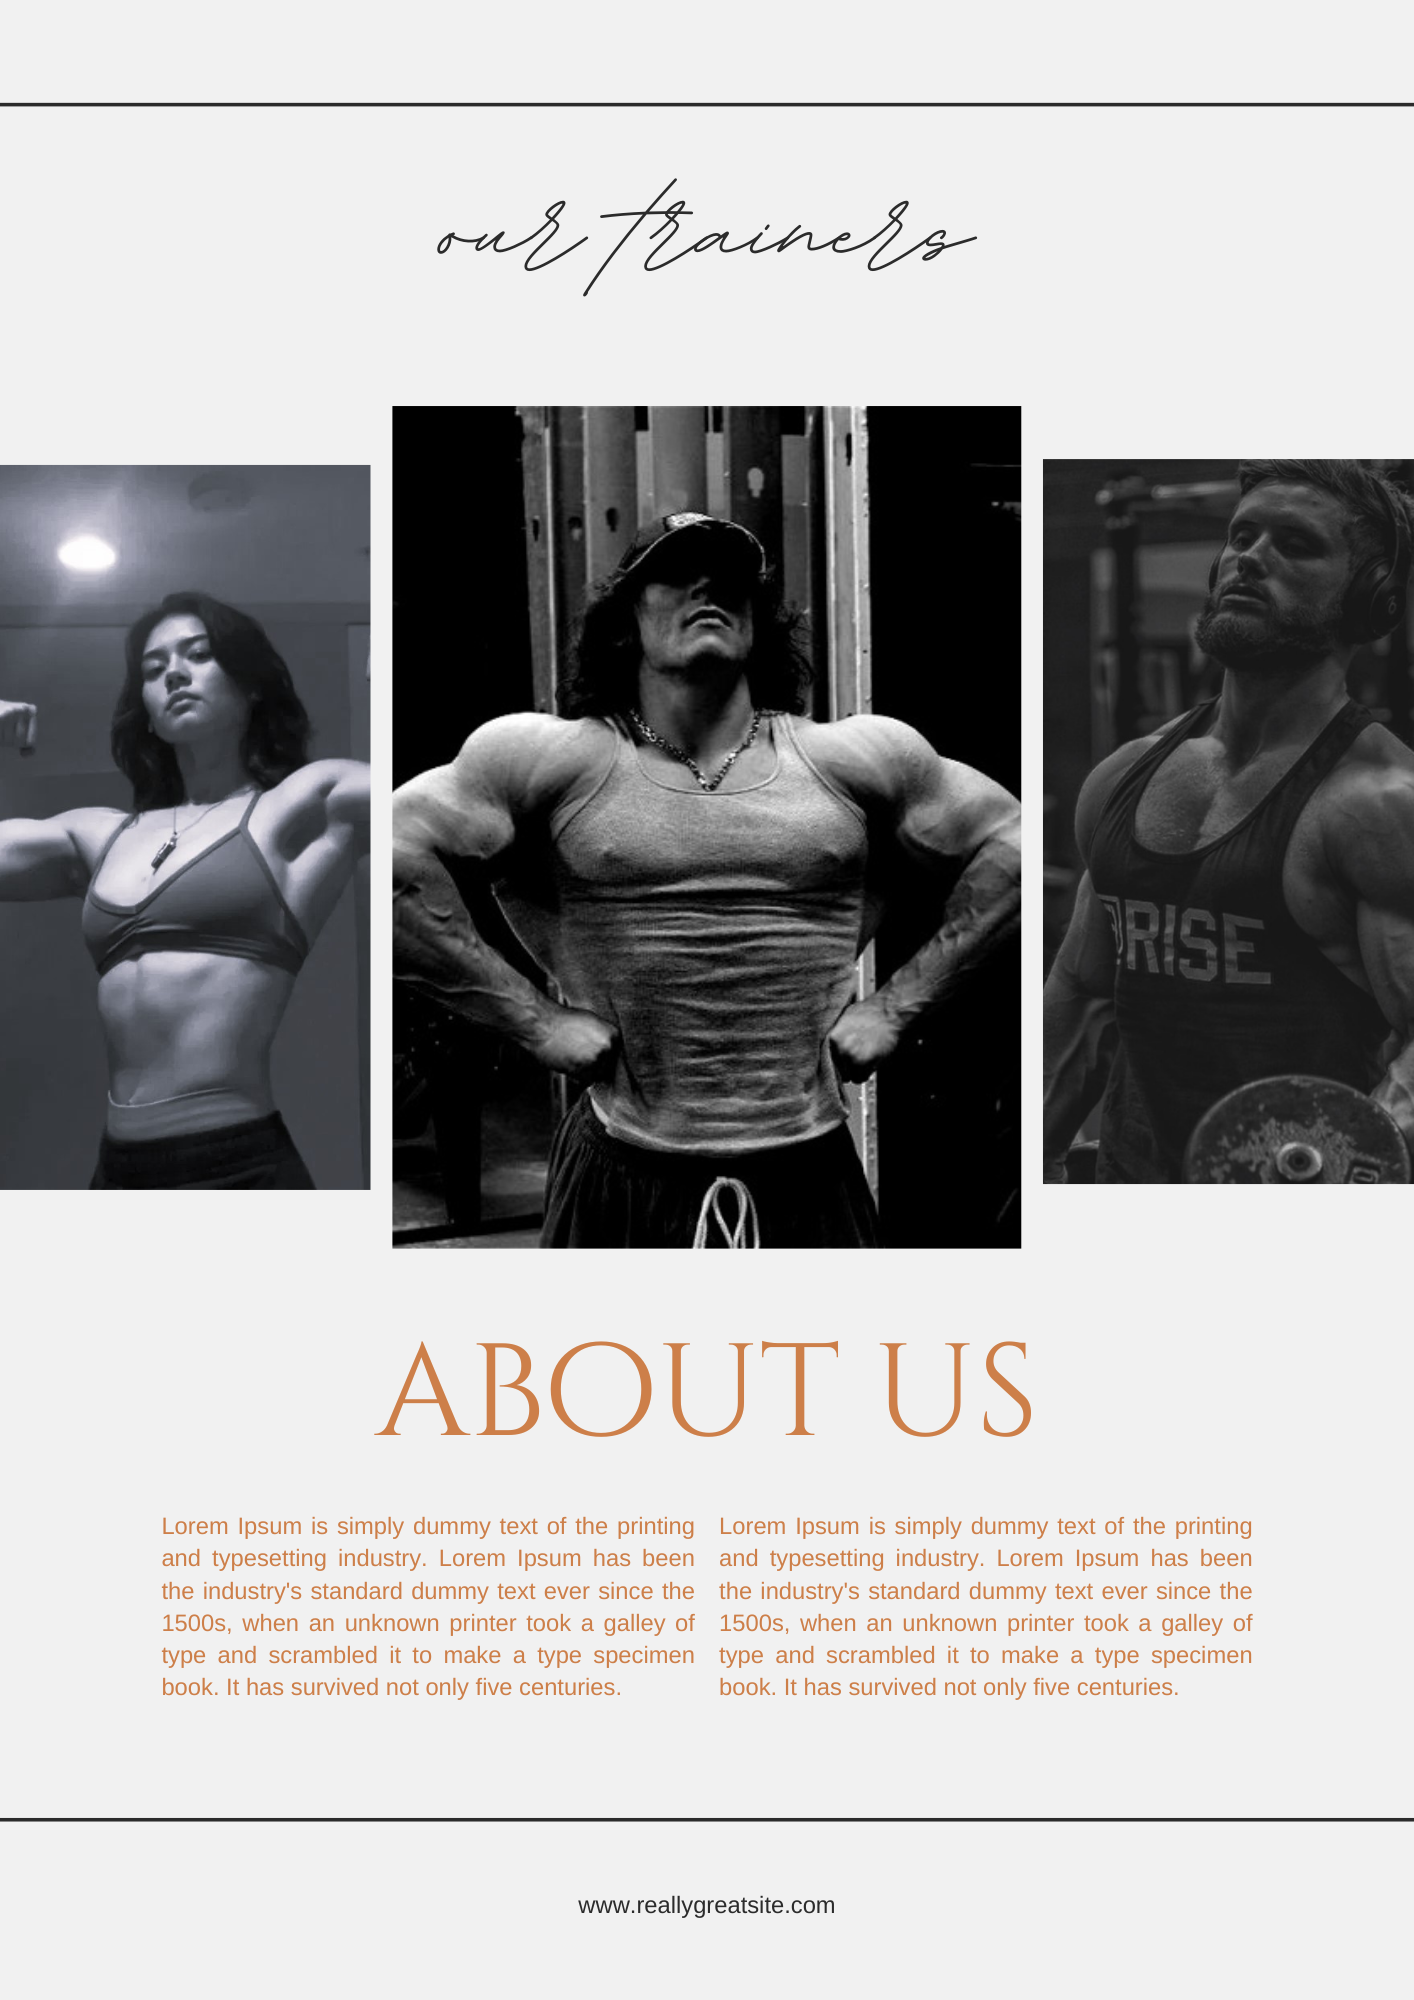 our trainers
RISE
ABOUT US
Lorem Ipsum is simply dummy text of the printing
and typesetting industry. Lorem Ipsum has been
the industry's standard dummy text ever since the
1500s, when an unknown printer took a galley of
type and scrambled it to make a type specimen
book. It has survived not only five centuries.
Lorem Ipsum is simply dummy text of the printing
and typesetting industry. Lorem Ipsum has been
the industry's standard dummy text ever since the
1500s, when an unknown printer took a galley of
type and scrambled it to make a type specimen
book. It has survived not only five centuries.
www.reallygreatsite.com